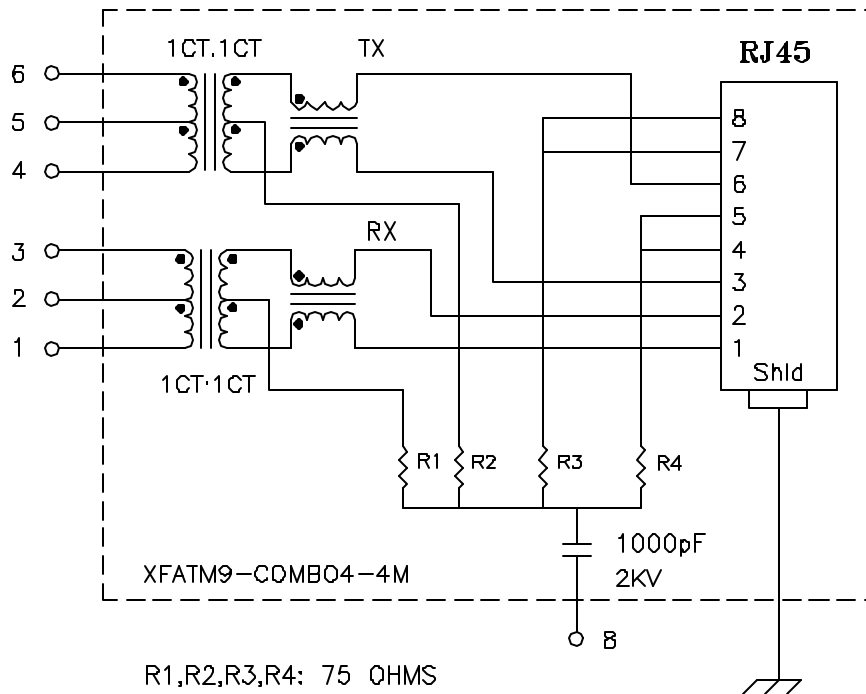 1CT.1CT
TX
RJ45
6
5
4
8
7
6
5
4
3
2
1
RX
3
2
1
1CT·1CT
Shld
R1
R2
R3
R4
1000pF
2KV
XFATM9-COMBO4-4M
8
R1,R2,R3,R4: 75 OHMS